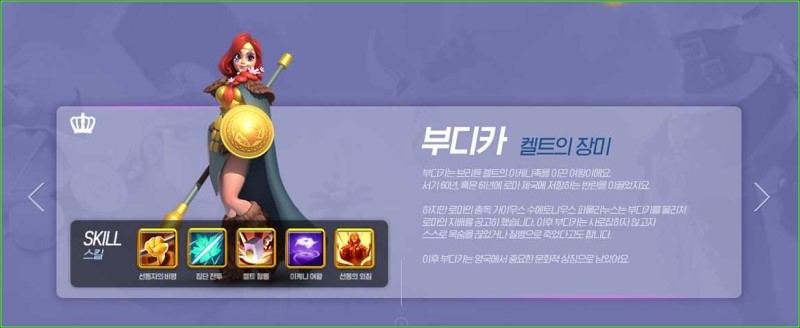 부디카 켈트의 장미
부디카는 브리튼 켈트의 이케니족을 이끈 여왕이에요.
서기 60년, 혹은 61년에 로마 제국에 저항하는 반란을 이끌었지요.
하지만 로마의 총독 가이우스 수에토니우스 파울리누스는 부디카를 물리쳐
로마의 지배를 공고히 했습니다. 이후 부디카는 사로잡히지 않고자
스스로 목숨을 끊었거나 질병으로 죽었다고도 합니다.
이후 부디카는 영국에서 중요한 문화적 상징으로 남았어요.
SKILL
스킬
선동자의 비명
집단 전투
켈트 혈통
이케니 여왕
선동의 외침